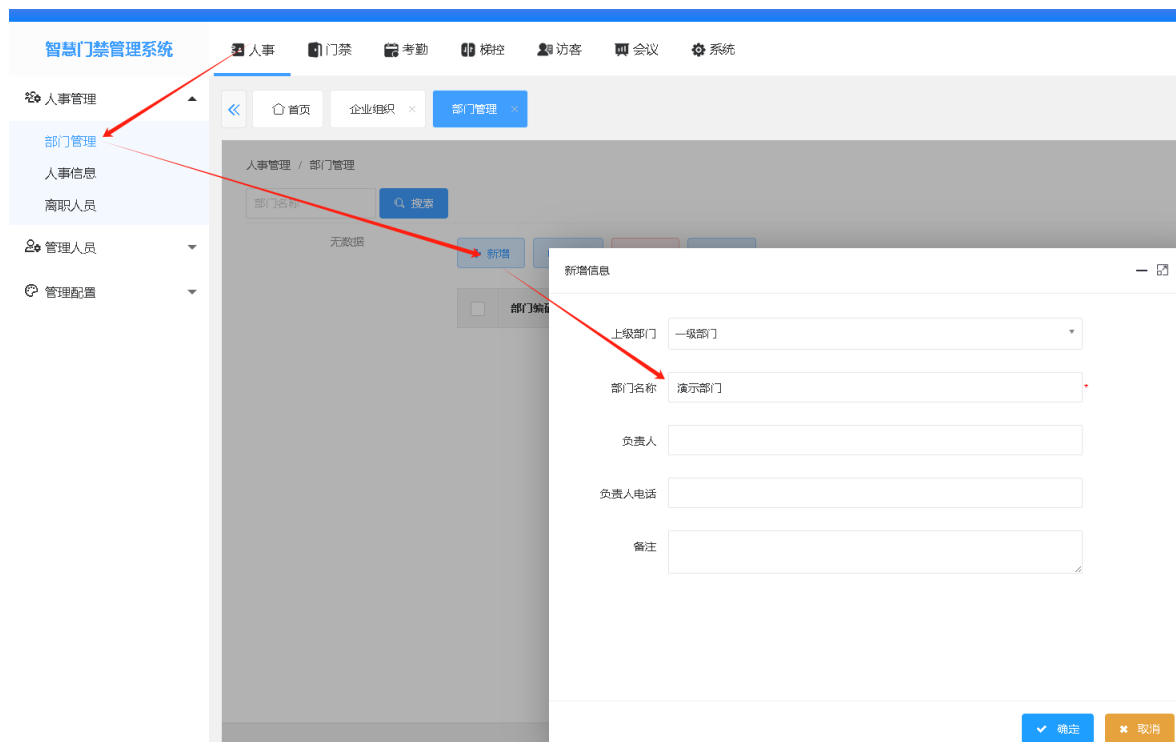 智慧门禁管理系统
人事 门禁 考勤 梯控 访客 会议 系统
人事管理
部门管理
人事信息
离职人员
管理人员
管理配置
首页 企业组织 × 部门管理 ×
人事管理 / 部门管理
部门名称 搜索
无数据
新增
部门编码
新增信息
上级部门 一级部门
部门名称 演示部门 *
负责人
负责人电话
备注
确定 取消